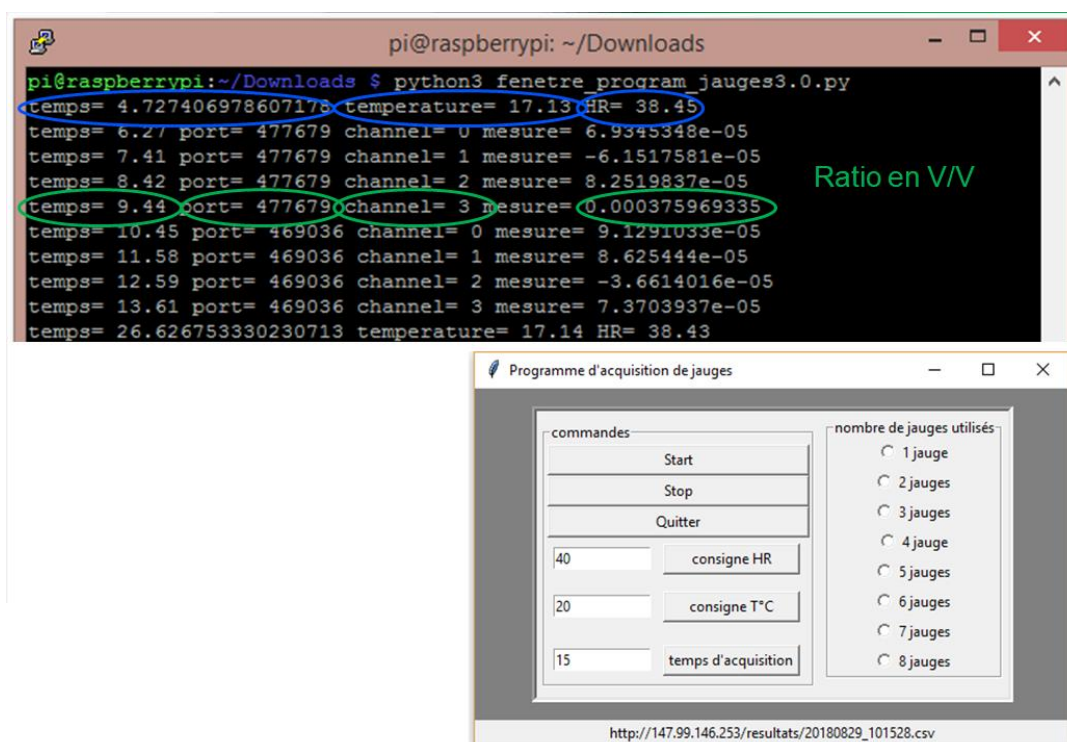 pi@raspberrypi: ~/Downloads
pi@raspberrypi:~/Downloads $ python3 fenetre_program_jauges3.0.py
temps= 4.727406978607178 temperature= 17.13 HR= 38.45
temps= 6.27 port= 477679 channel= 0 mesure= 6.9345348e-05
temps= 7.41 port= 477679 channel= 1 mesure= -6.1517581e-05
temps= 8.42 port= 477679 channel= 2 mesure= 8.2519837e-05
temps= 9.44 port= 477679 channel= 3 mesure= 0.000375969335
temps= 10.45 port= 469036 channel= 0 mesure= 9.1291033e-05
temps= 11.58 port= 469036 channel= 1 mesure= 8.625444e-05
temps= 12.59 port= 469036 channel= 2 mesure= -3.6614016e-05
temps= 13.61 port= 469036 channel= 3 mesure= 7.3703937e-05
temps= 26.626753330230713 temperature= 17.14 HR= 38.43
Ratio en V/V
Programme d'acquisition de jauges
commandes
Start
Stop
Quitter
40 consigne HR
20 consigne T°C
15 temps d'acquisition
nombre de jauges utilisés
1 jauge
2 jauges
3 jauges
4 jauge
5 jauges
6 jauges
7 jauges
8 jauges
http://147.99.146.253/resultats/20180829_101528.csv